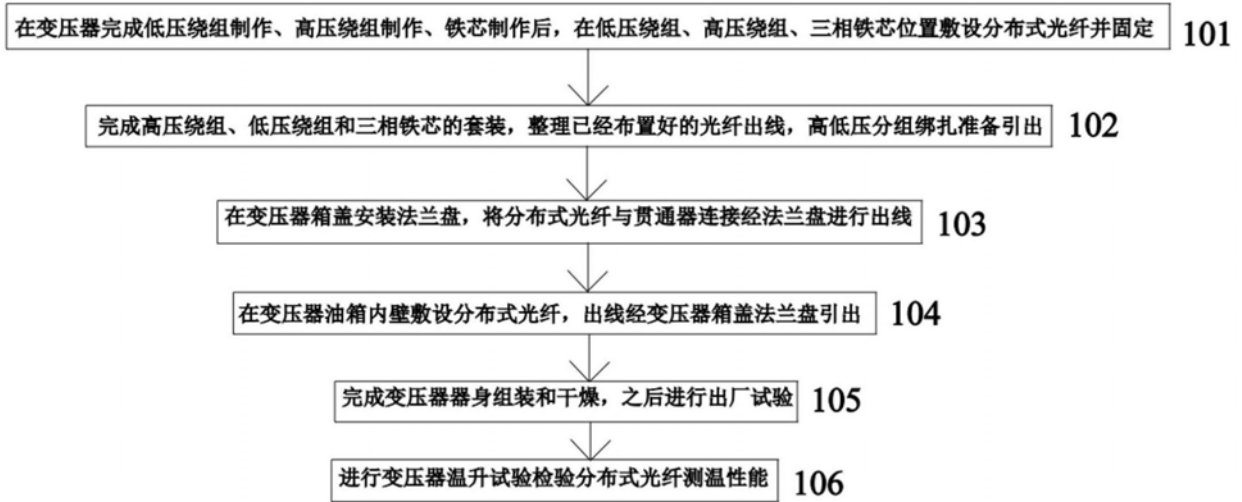 在变压器完成低压绕组制作、高压绕组制作、铁芯制作后，在低压绕组、高压绕组、三相铁芯位置敷设分布式光纤并固定 101
完成高压绕组、低压绕组和三相铁芯的套装，整理已经布置好的光纤出线，高低压分组绑扎准备引出 102
在变压器箱盖安装法兰盘，将分布式光纤与贯通器连接经法兰盘进行出线 103
在变压器油箱内壁敷设分布式光纤，出线经变压器箱盖法兰盘引出 104
完成变压器器身组装和干燥，之后进行出厂试验 105
进行变压器温升试验检验分布式光纤测温性能 106